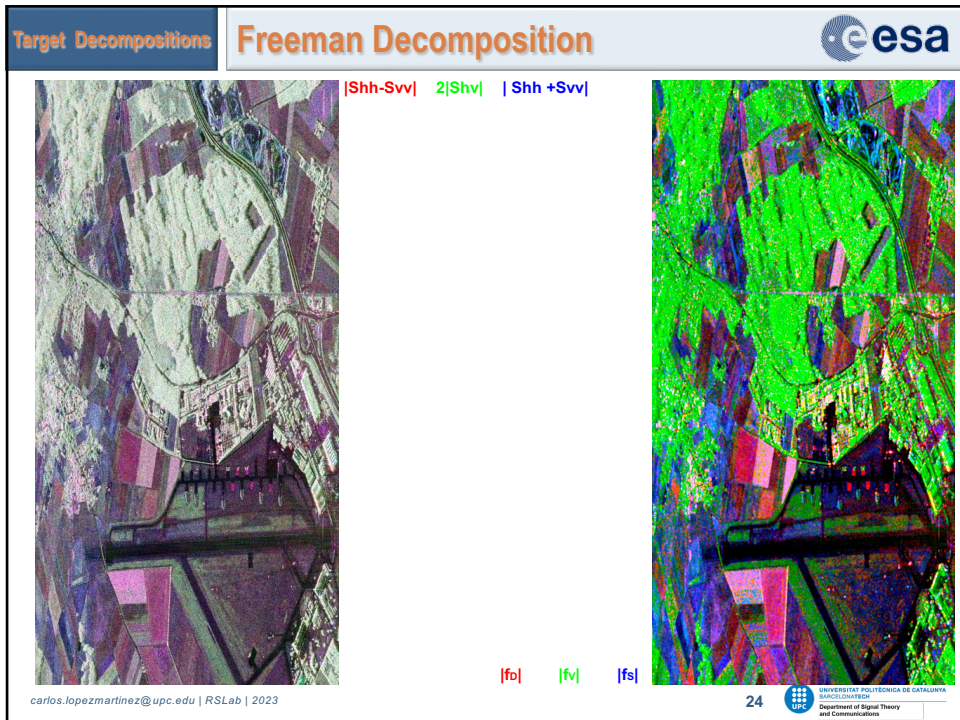 Target Decompositions
Freeman Decomposition
esa
|Shh-Svv| 2|Shv| | Shh +Svv|
|fD| |fV| |fS|
carlos.lopezmartinez@upc.edu | RSLab | 2023
24
UPC
UNIVERSITAT POLITÈCNICA DE CATALUNYA
BARCELONATECH
Department of Signal Theory
and Communications